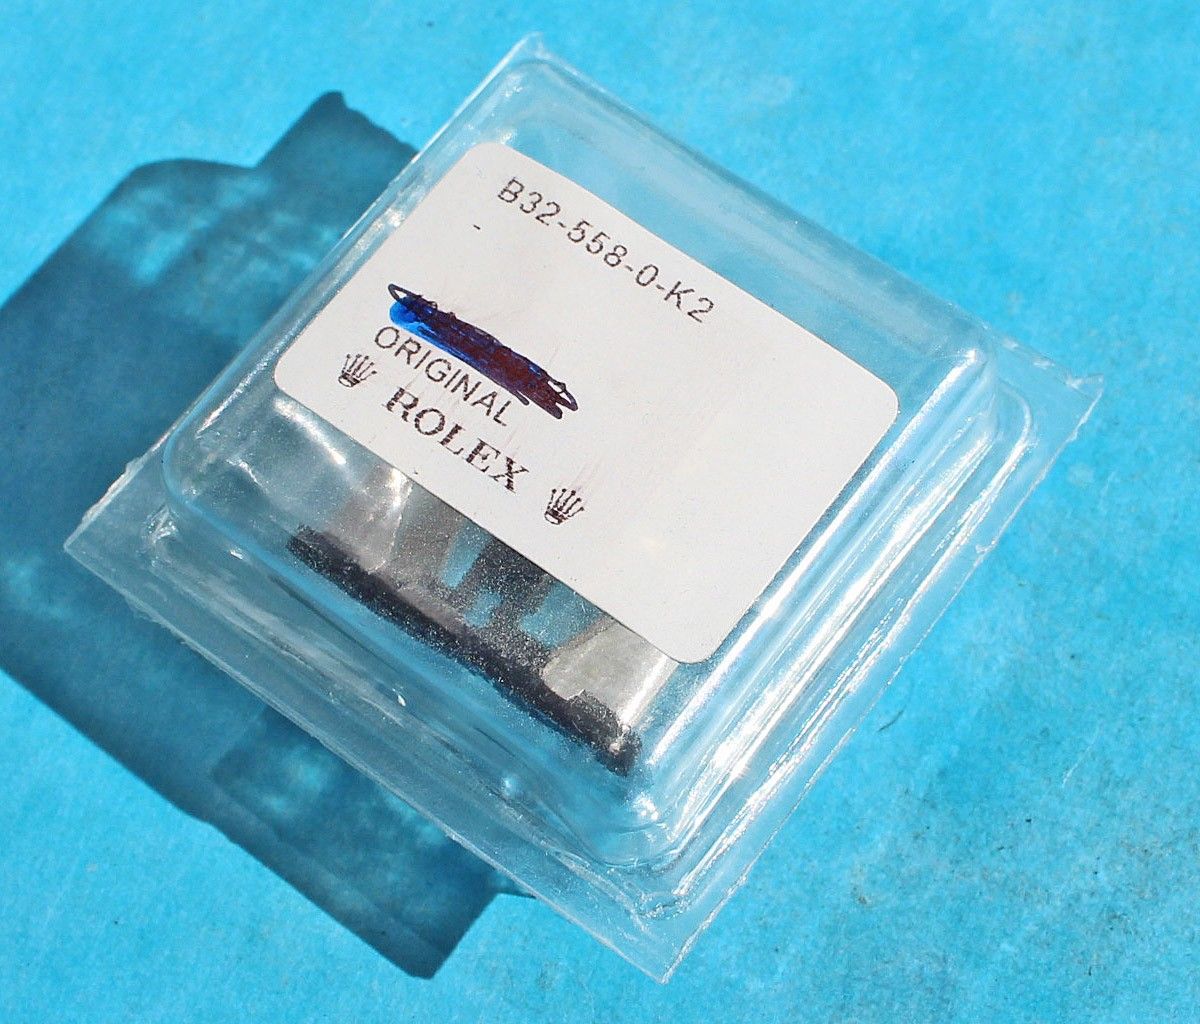 B32-558-0-K2
ORIGINAL
ROLEX